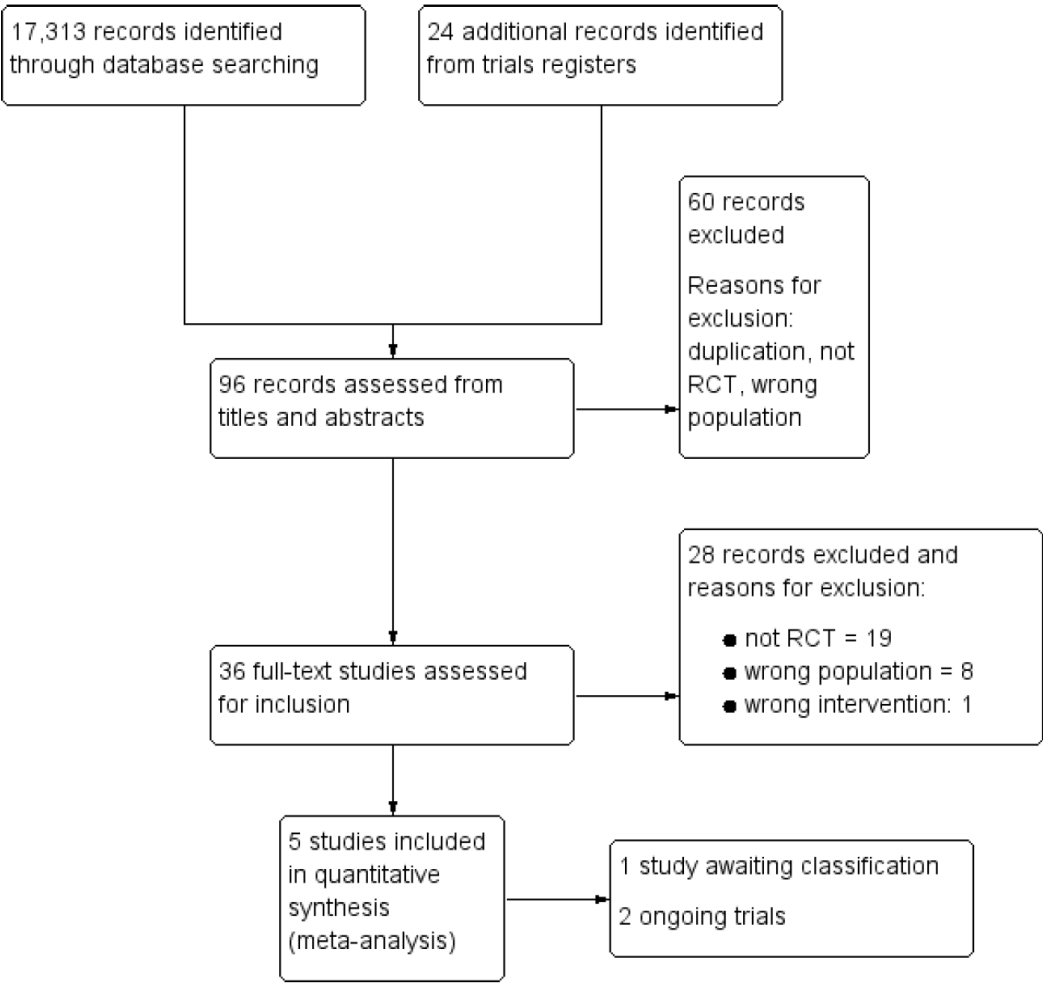 17,313 records identified
through database searching
24 additional records identified
from trials registers
60 records
excluded
Reasons for
exclusion:
duplication, not
RCT, wrong
population
96 records assessed from
titles and abstracts
28 records excluded and
reasons for exclusion:
● not RCT = 19
● wrong population = 8
● wrong intervention: 1
36 full-text studies assessed
for inclusion
5 studies included
in quantitative
synthesis
(meta-analysis)
1 study awaiting classification
2 ongoing trials